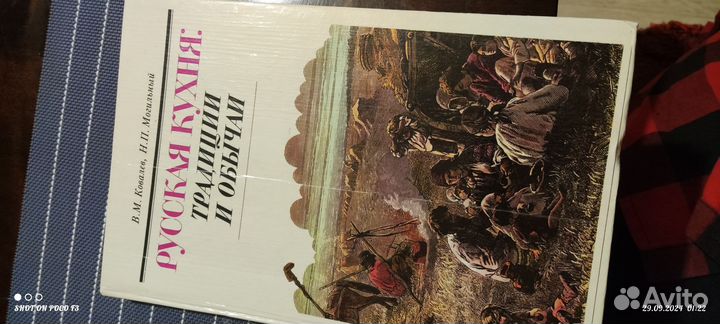 В.М. Ковалев, Н.П. Могильный
РУССКАЯ КУХНЯ:
ТРАДИЦИИ
И ОБЫЧАИ
SHOT ON POCO F3
Avito
29.09.2024 01:22